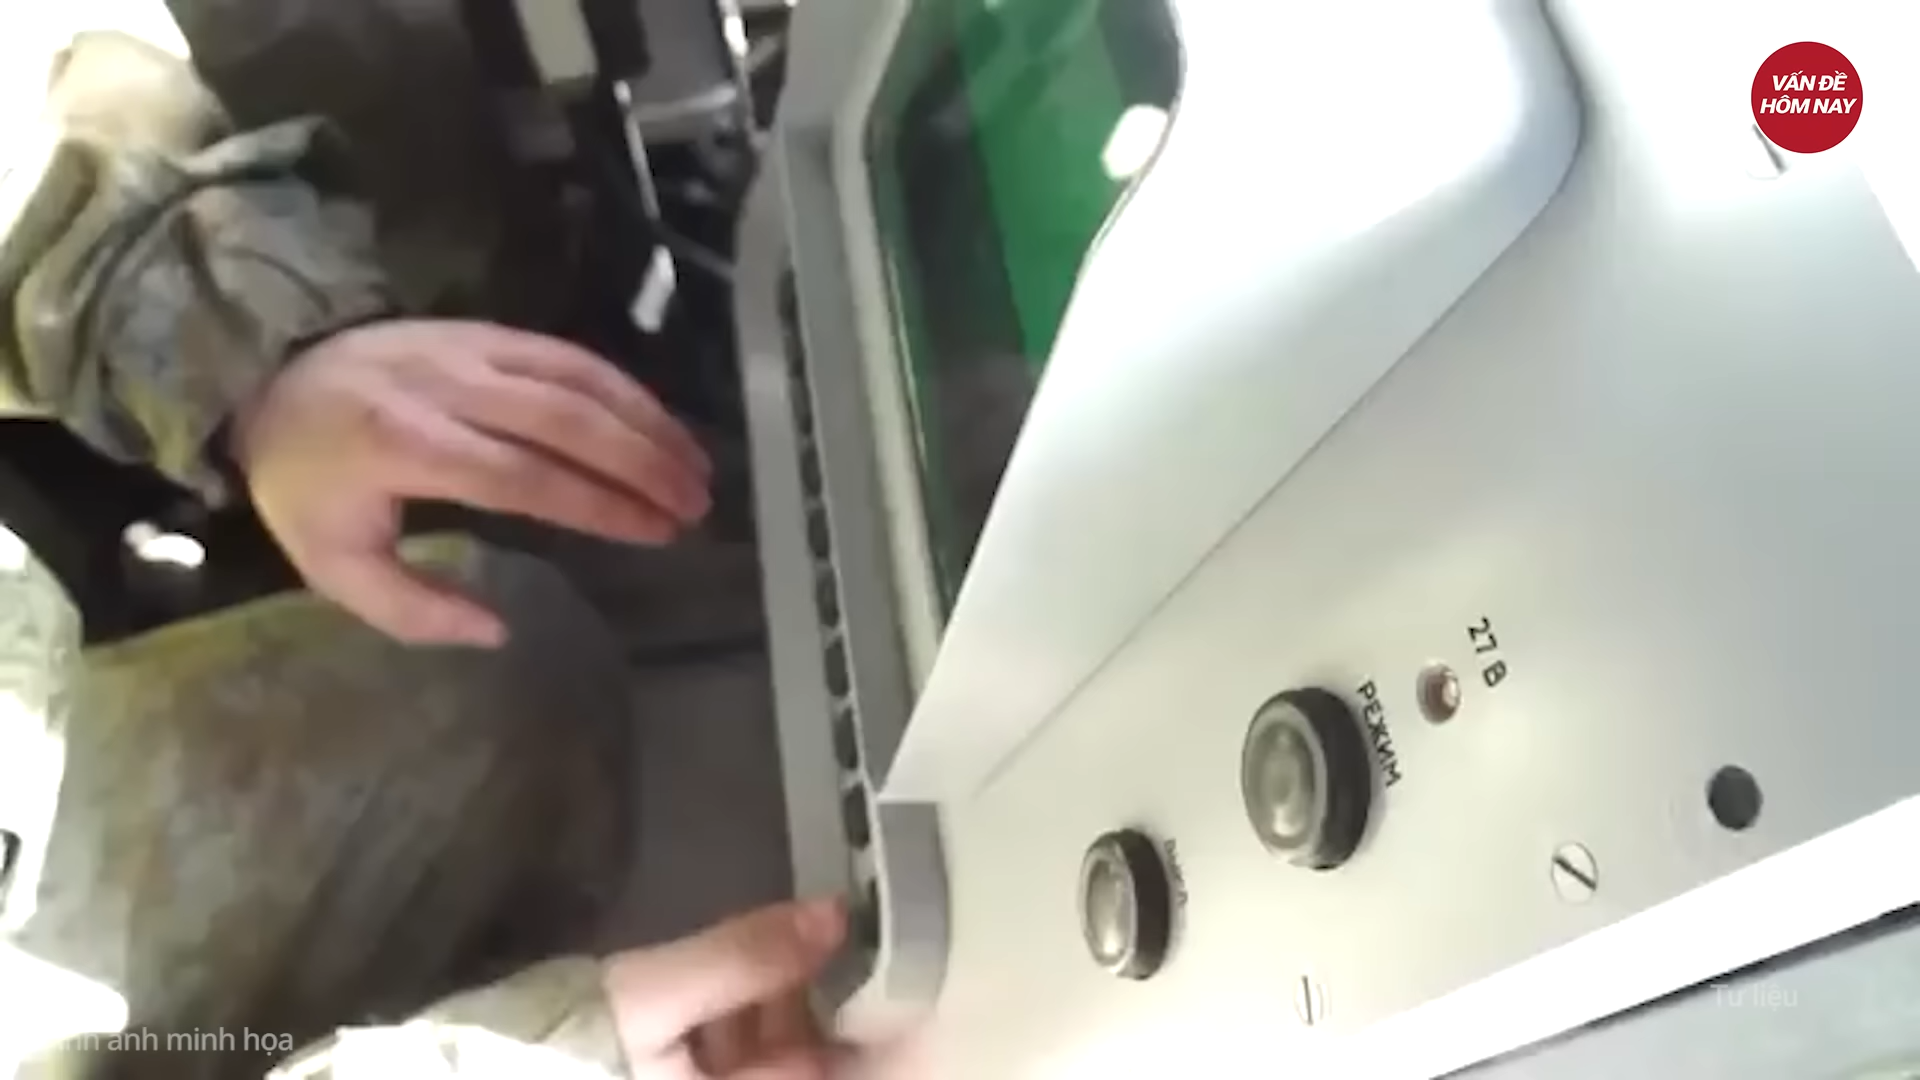 VẤN ĐỀ
HÔM NAY
27 В
РЕЖИМ
Tư liệu
ảnh minh họa